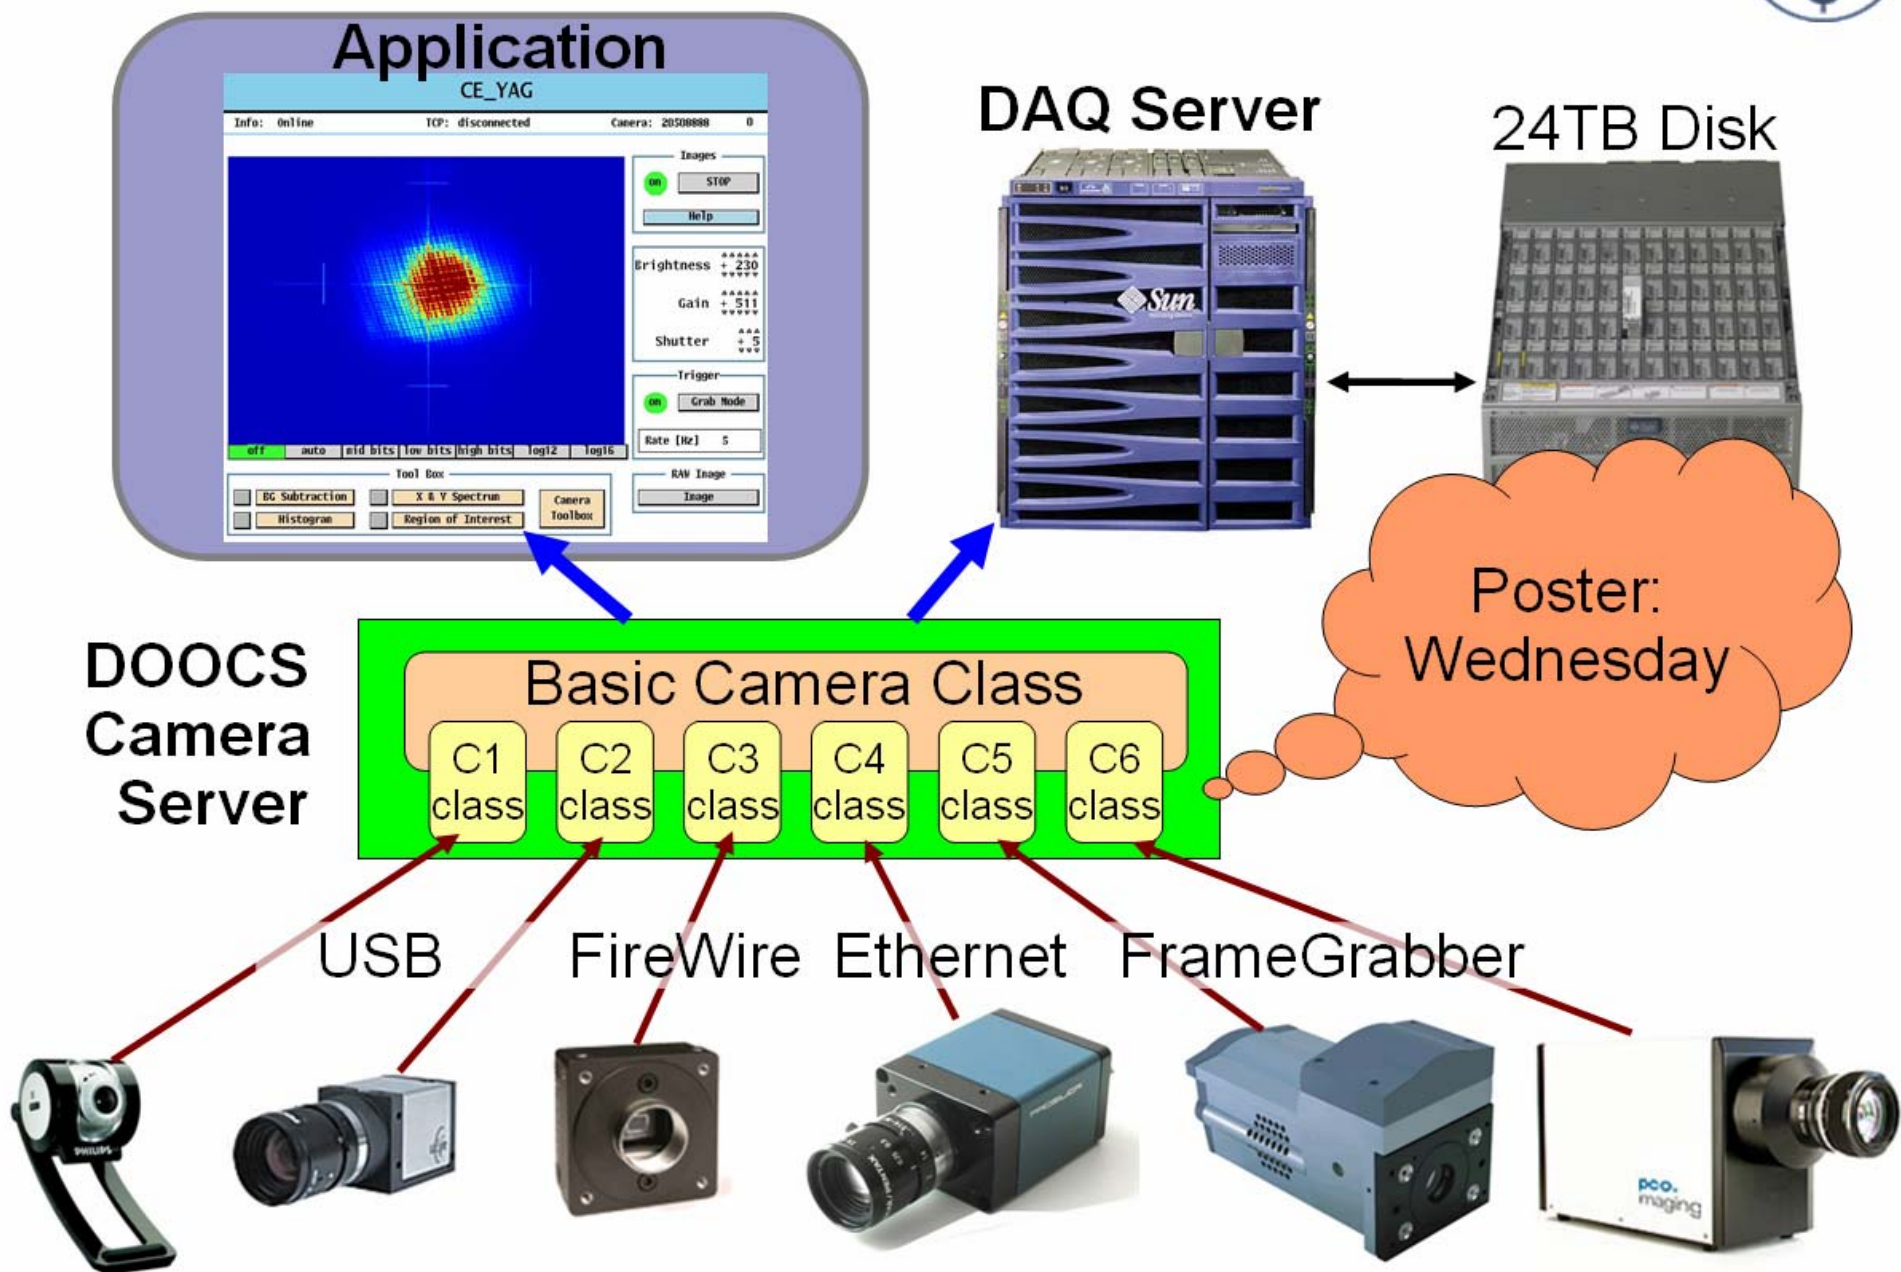 Application
CE_YAG
Info: Online TCP: disconnected Camera: 20508888 0
Images
on STOP
Help
Brightness + 230
Gain + 511
Shutter + 5
Trigger
on Grab Mode
Rate [Hz] 5
off auto mid bits low bits high bits log12 log16
Tool Box
BG Subtraction X & Y Spectrum Camera Toolbox
Histogram Region of Interest
RAW Image
Image
DAQ Server
Sun
24TB Disk
Poster:
Wednesday
DOOCS
Camera
Server
Basic Camera Class
C1 C2 C3 C4 C5 C6
class class class class class class
USB FireWire Ethernet FrameGrabber
PHILIPS
PENTAX
pco.
imaging